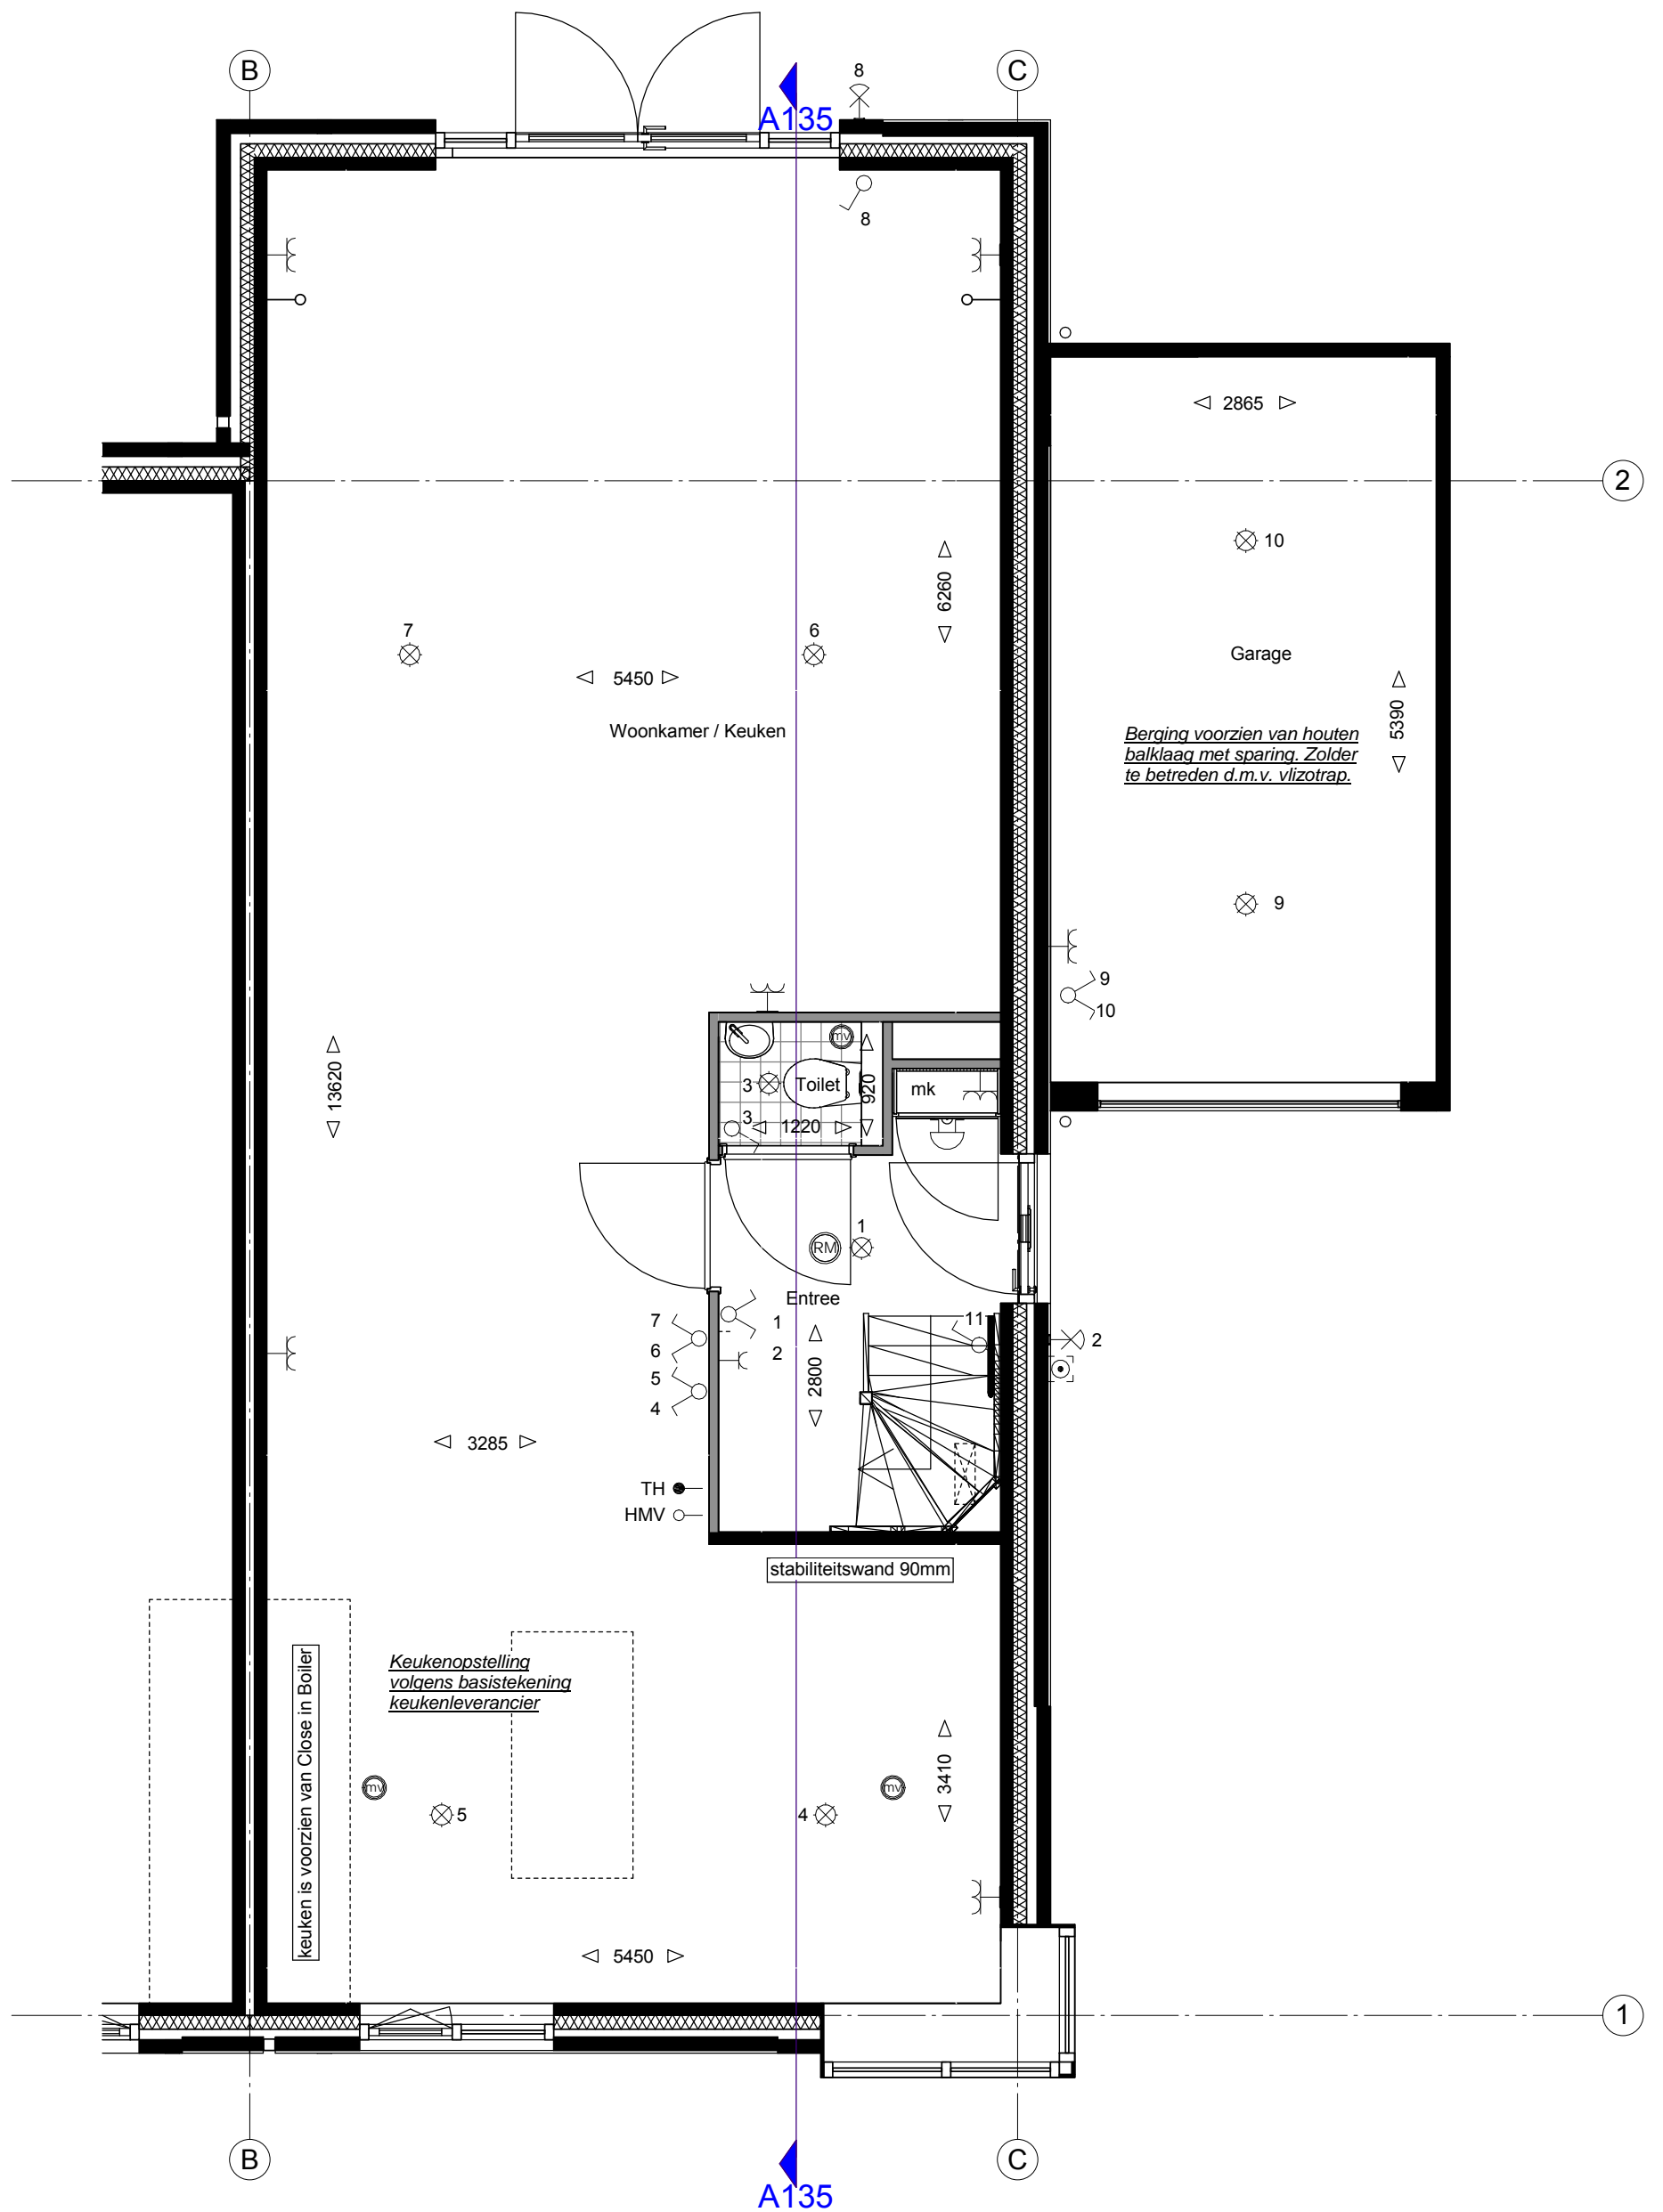 B
C
8
A135
8
2865
2
10
6260
7
6
Garage
5450
5390
Woonkamer / Keuken
Berging voorzien van houten
balklaag met sparing. Zolder
te betreden d.m.v. vlizotrap.
9
9
10
13620
mv
3
Toilet
920
mk
3
1220
1
RM
Entree
7
1
11
6
2
2
5
2800
4
3285
TH
HMV
stabiliteitswand 90mm
keuken is voorzien van Close in Boiler
Keukenopstelling
volgens basistekening
keukenleverancier
3410
mv
mv
5
4
5450
1
B
C
A135